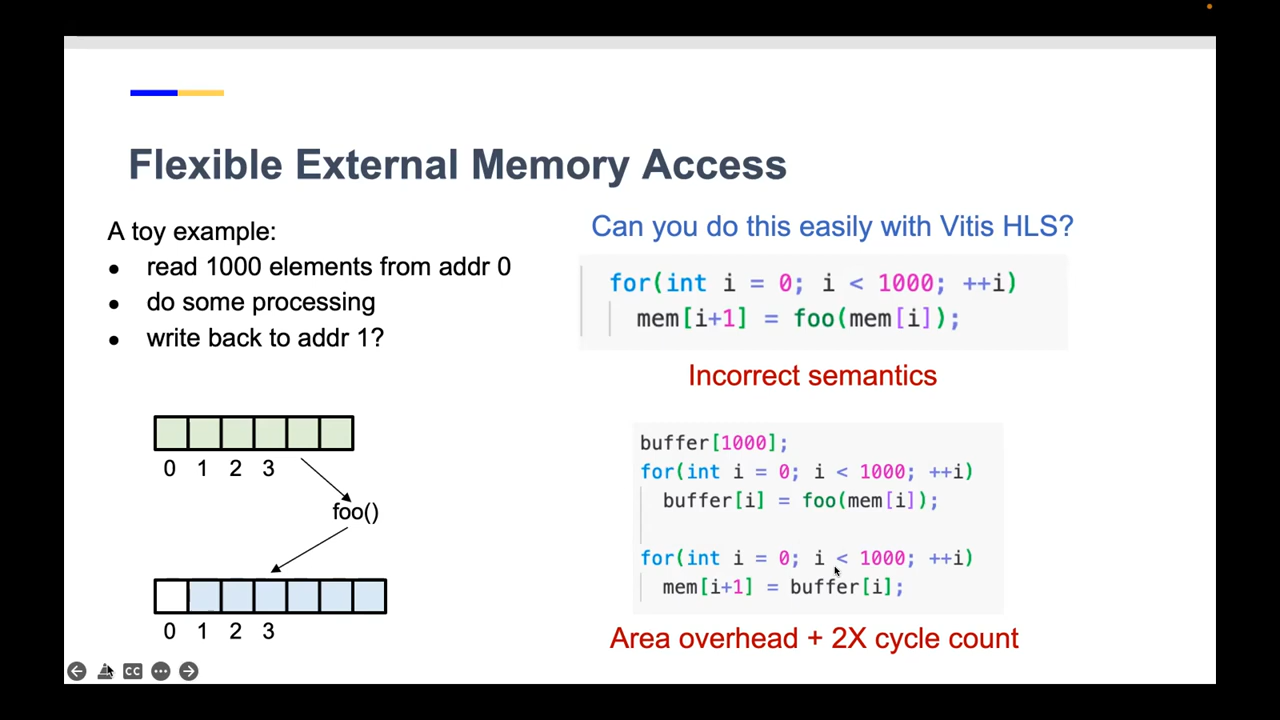 Flexible External Memory Access
A toy example:
● read 1000 elements from addr 0
● do some processing
● write back to addr 1?
0 1 2 3
foo()
0 1 2 3
Can you do this easily with Vitis HLS?
for(int i = 0; i < 1000; ++i)
mem[i+1] = foo(mem[i]);
Incorrect semantics
buffer[1000];
for(int i = 0; i < 1000; ++i)
buffer[i] = foo(mem[i]);
for(int i = 0; i < 1000; ++i)
mem[i+1] = buffer[i];
Area overhead + 2X cycle count
CC